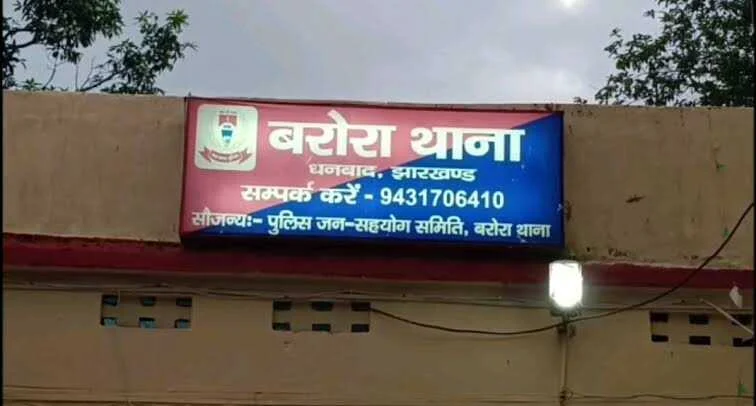 बरोरा थाना
धनबाद, झारखण्ड
सम्पर्क करें - 9431706410
सौजन्यः- पुलिस जन-सहयोग समिति, बरोरा थाना